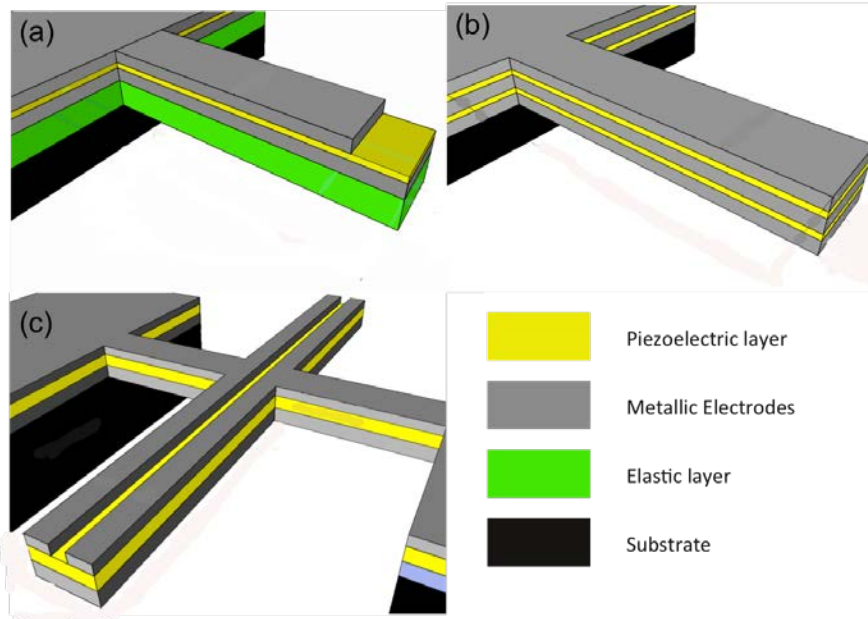 (a)
(b)
(c)
Piezoelectric layer
Metallic Electrodes
Elastic layer
Substrate